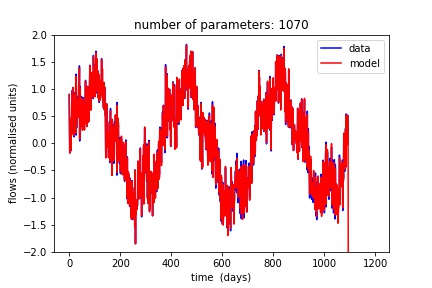 number of parameters: 1070
2.0
1.5
1.0
0.5
0.0
−0.5
−1.0
−1.5
−2.0
flows (normalised units)
data
model
0 200 400 600 800 1000 1200
time (days)